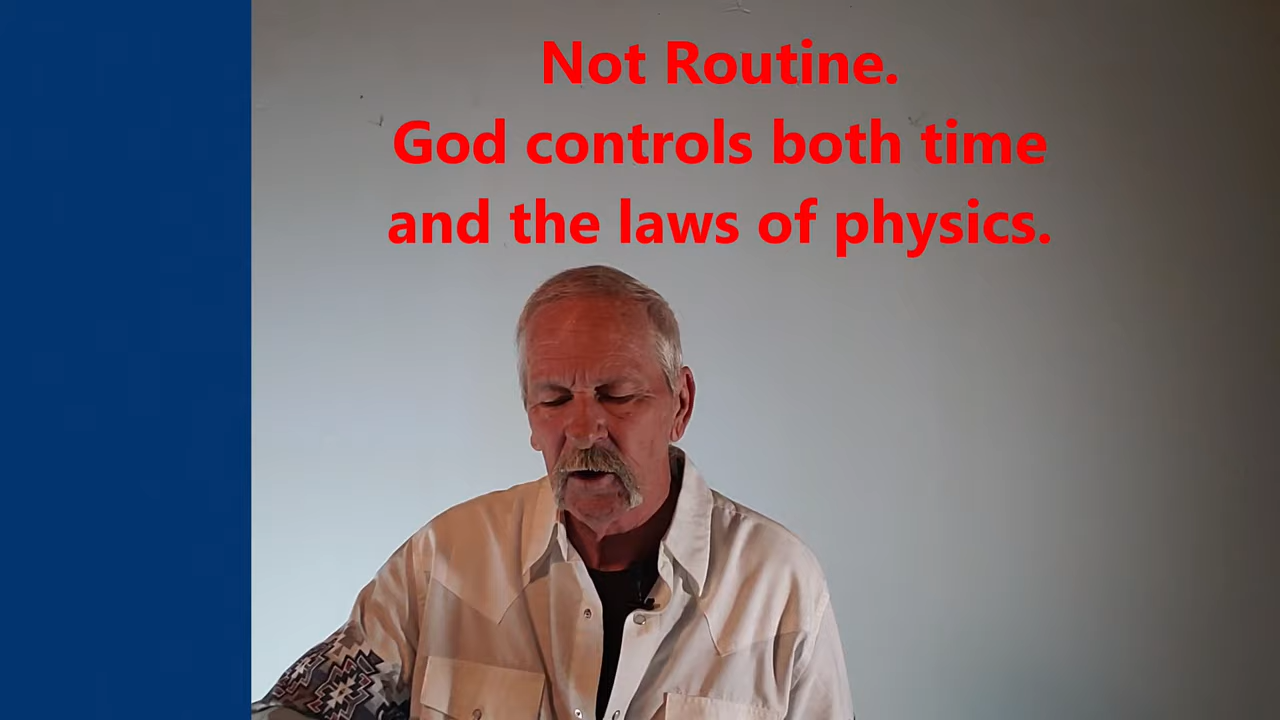 Not Routine.
God controls both time
and the laws of physics.